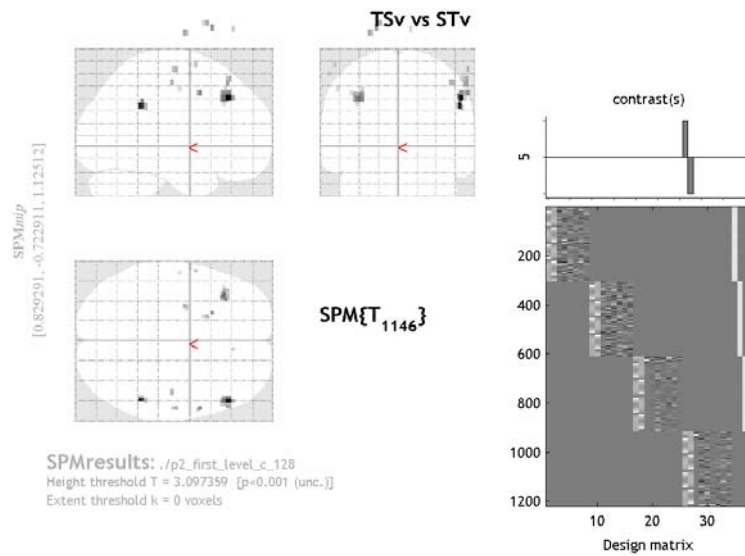 TSv vs STv
SPMmip
[0.829291, -0.722911, 1.12512]
<
<
<
SPM{T1146}
SPMresults: ./p2_first_level_c_128
Height threshold T = 3.097359 [p<0.001 (unc.)]
Extent threshold k = 0 voxels
contrast(s)
5
200
400
600
800
1000
1200
10 20 30
Design matrix